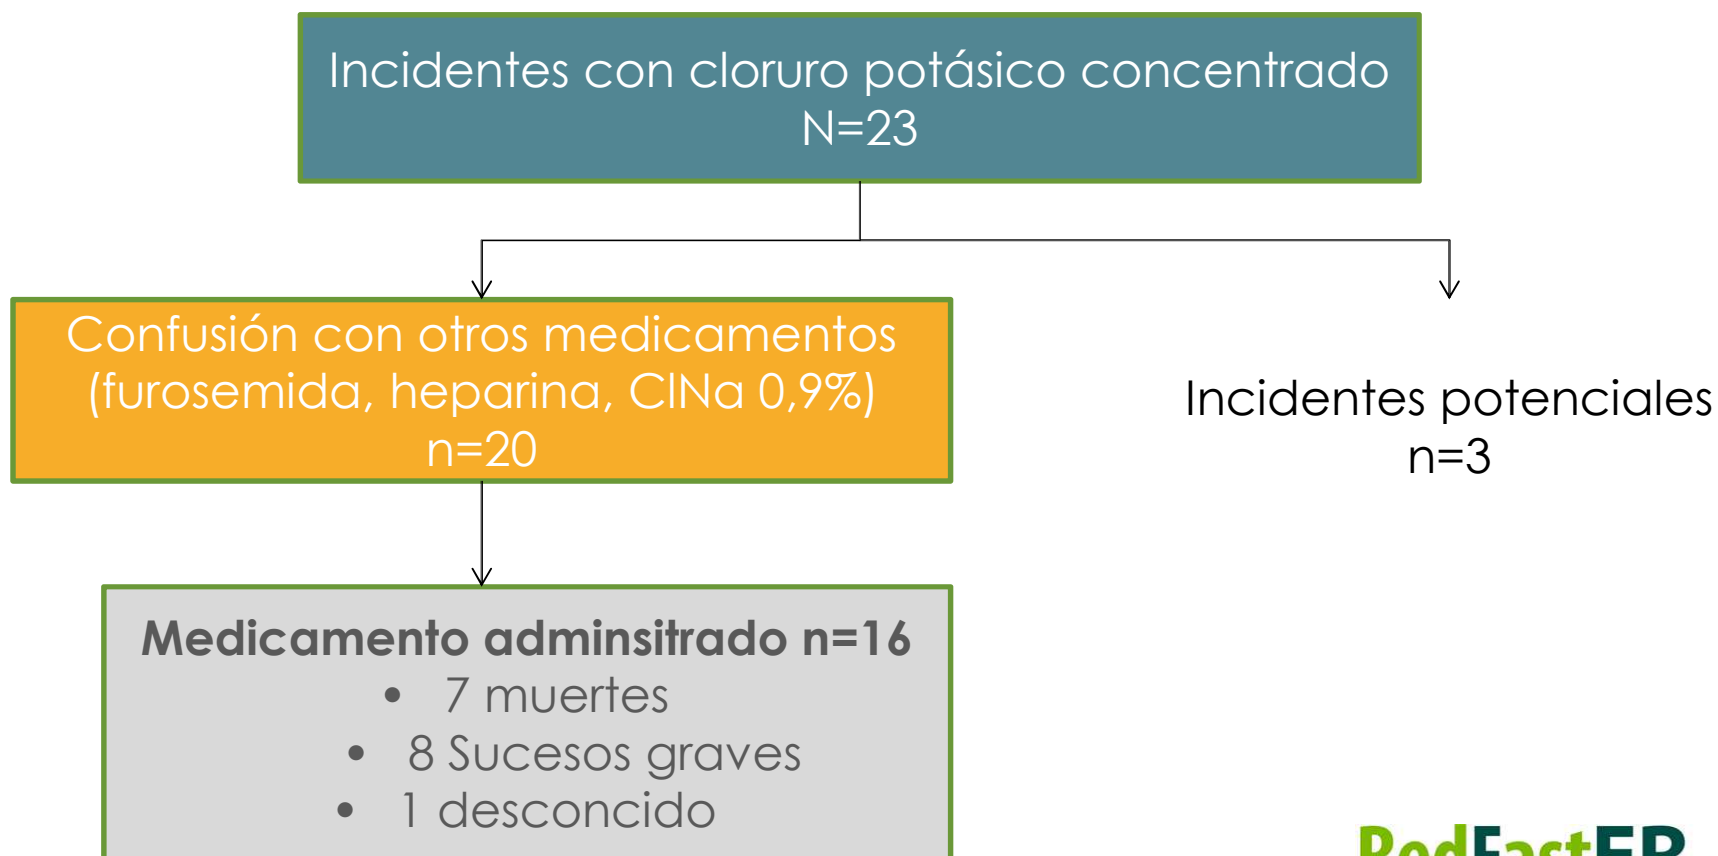 Incidentes con cloruro potásico concentrado
N=23
Confusión con otros medicamentos
(furosemida, heparina, ClNa 0,9%)
n=20
Incidentes potenciales
n=3
Medicamento adminsitrado n=16
• 7 muertes
• 8 Sucesos graves
• 1 desconcido
RedFastER